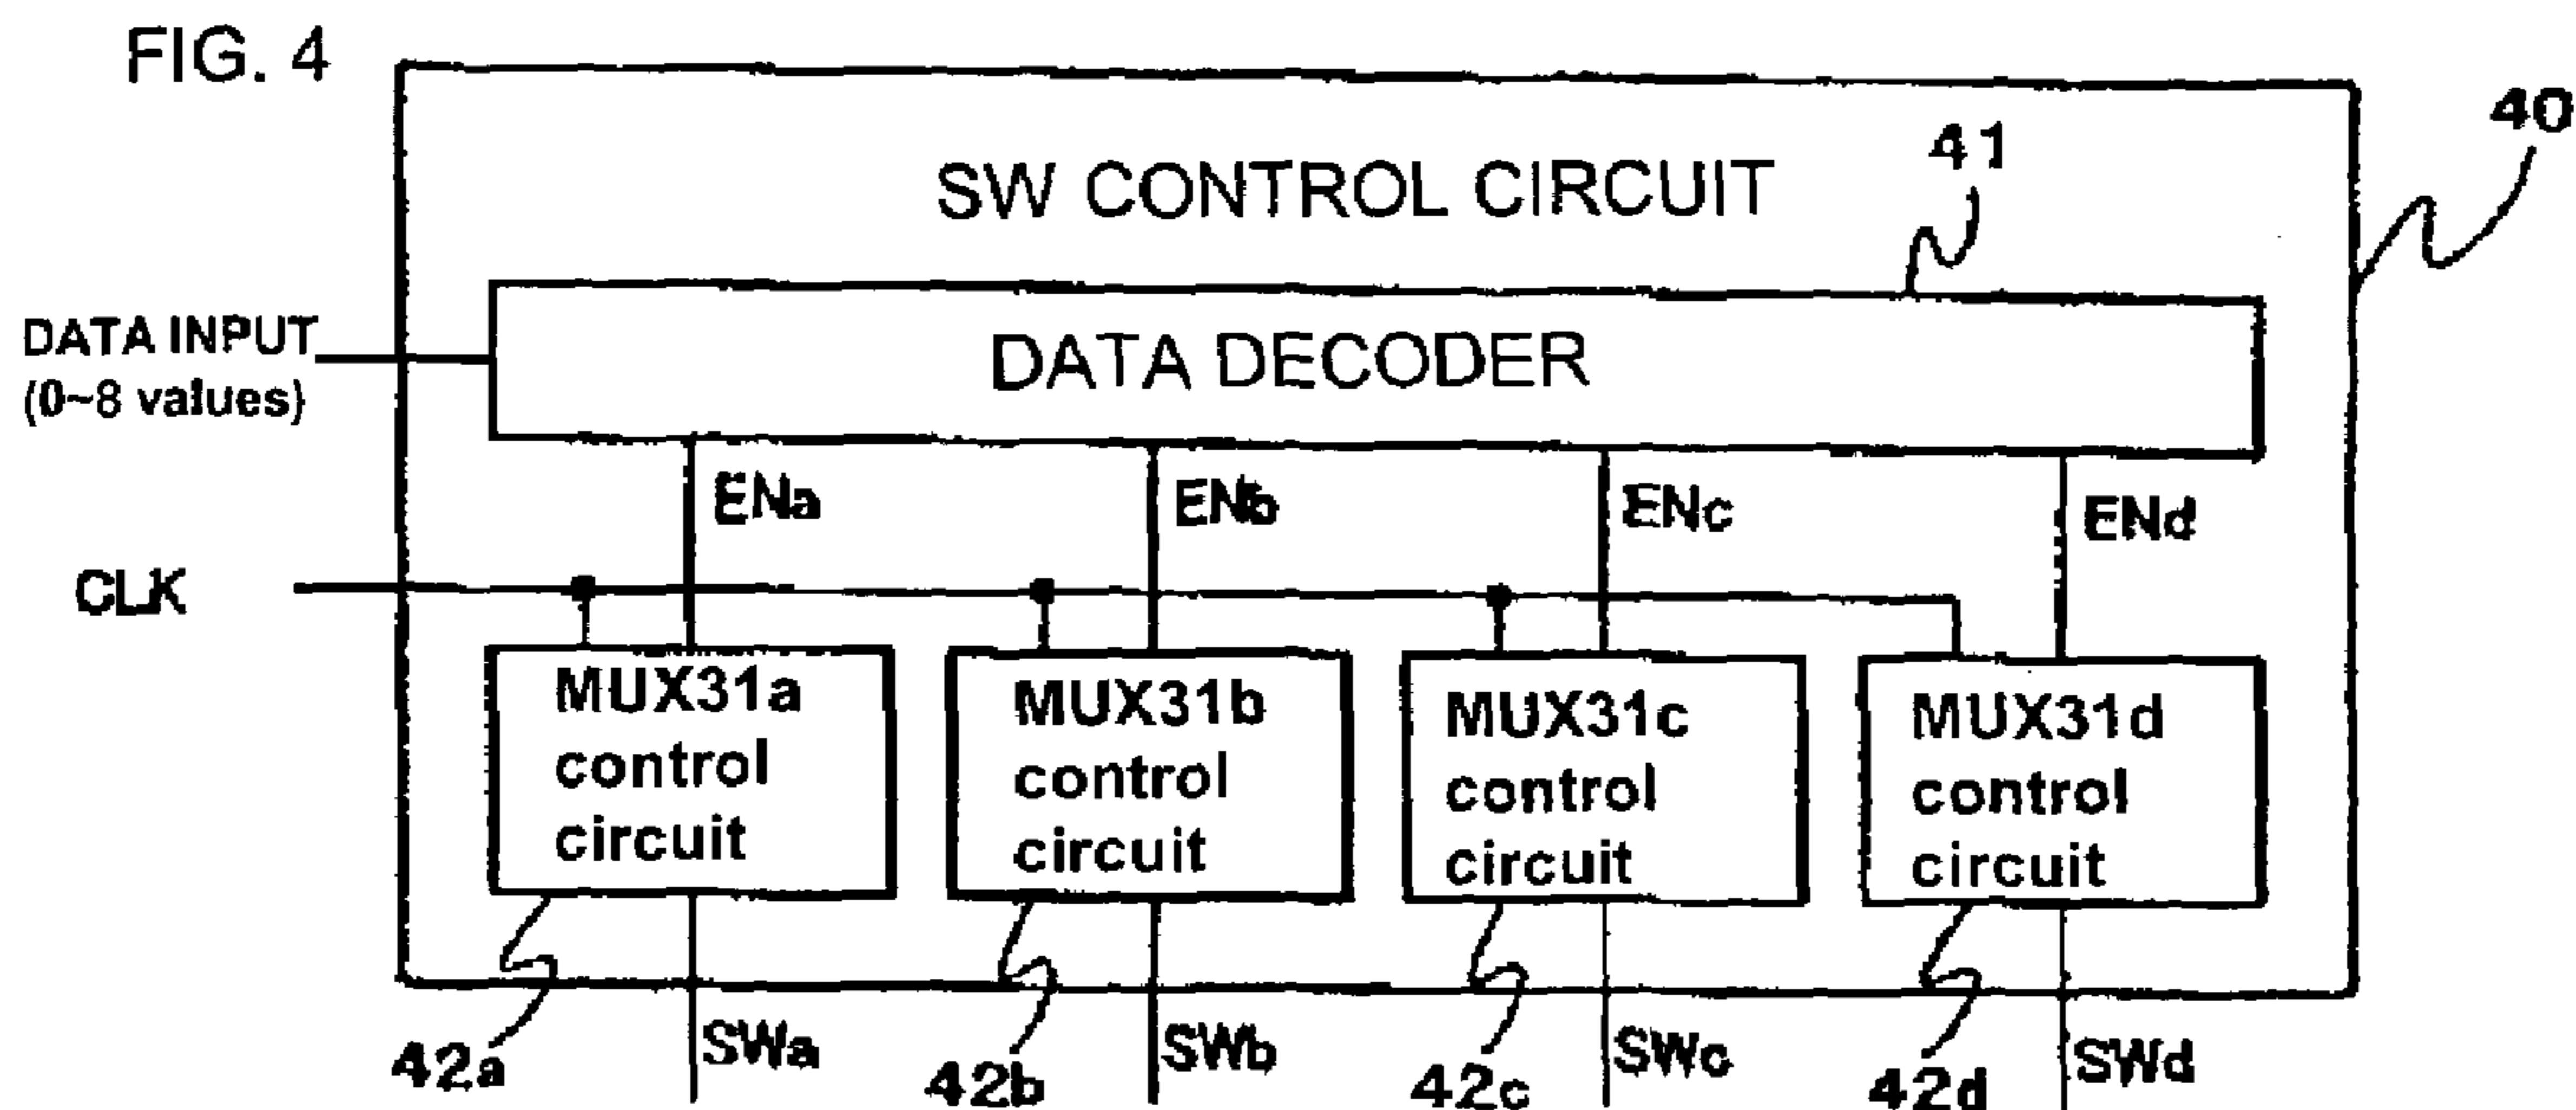 FIG. 4
40
41
SW CONTROL CIRCUIT
DATA INPUT
(0~8 values)
DATA DECODER
ENa
ENb
ENc
ENd
CLK
MUX31a
control
circuit
MUX31b
control
circuit
MUX31c
control
circuit
MUX31d
control
circuit
42a
SWa
42b
SWb
42c
SWc
42d
SWd